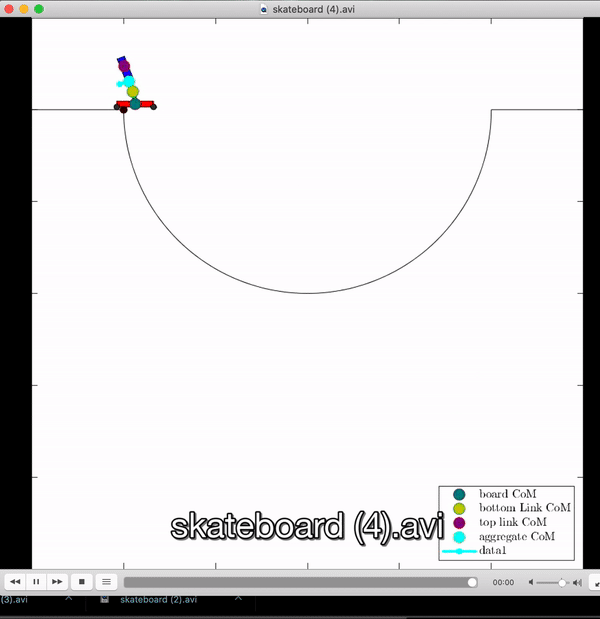 skateboard (4).avi
board CoM
bottom Link CoM
top link CoM
aggregate CoM
data1
skateboard (4).avi
00:00
(3).avi
skateboard (2).avi